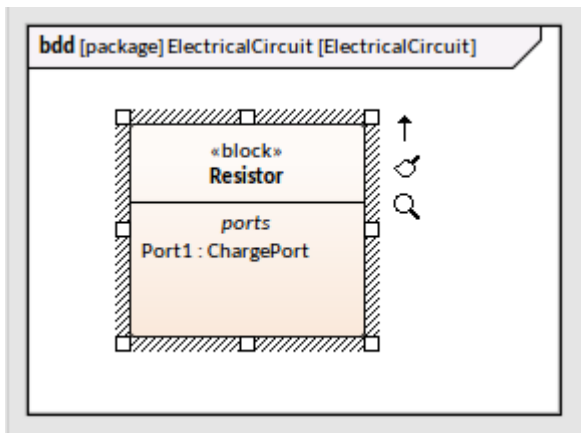 bdd [package] ElectricalCircuit [ElectricalCircuit]
«block»
Resistor
ports
Port1 : ChargePort